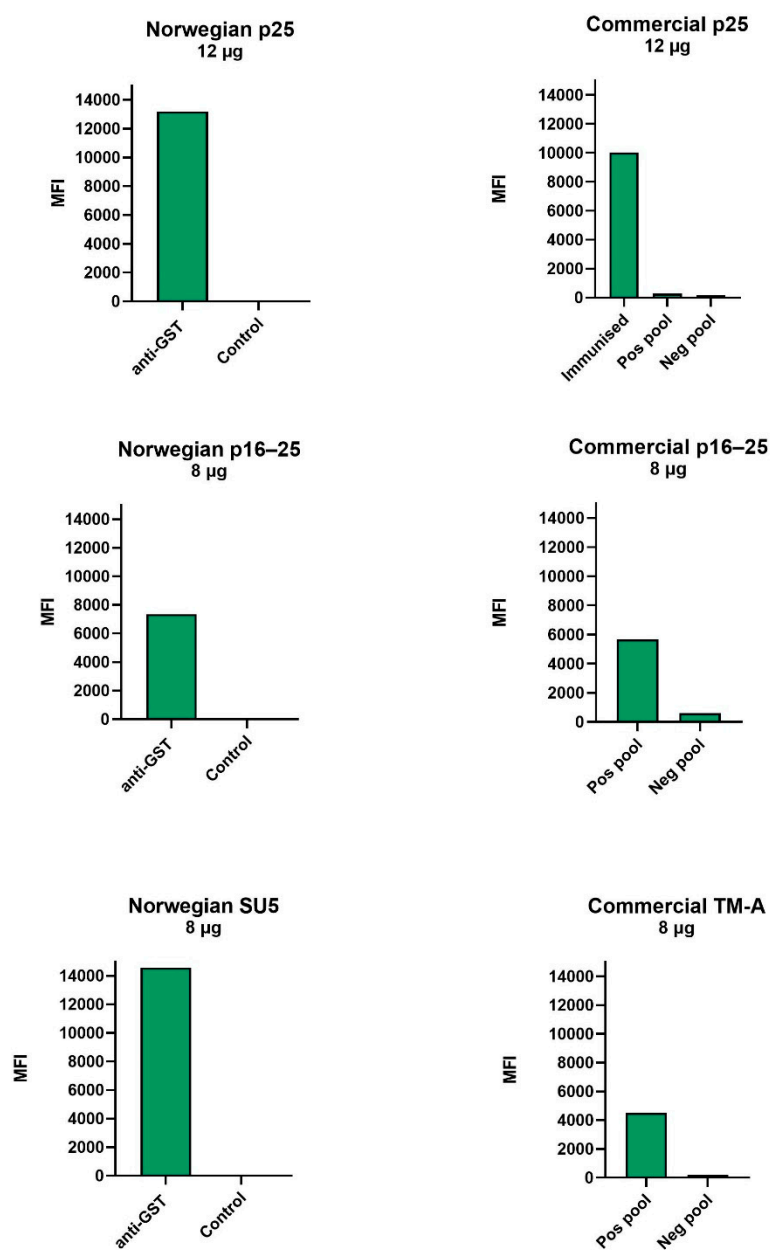 Norwegian p25
12 µg
14000
12000
10000
8000
6000
4000
2000
0
MFI
anti-GST
Control
Commercial p25
12 µg
14000
12000
10000
8000
6000
4000
2000
0
MFI
Immunised
Pos pool
Neg pool
Norwegian p16–25
8 µg
14000
12000
10000
8000
6000
4000
2000
0
MFI
anti-GST
Control
Commercial p16–25
8 µg
14000
12000
10000
8000
6000
4000
2000
0
MFI
Pos pool
Neg pool
Norwegian SU5
8 µg
14000
12000
10000
8000
6000
4000
2000
0
MFI
anti-GST
Control
Commercial TM-A
8 µg
14000
12000
10000
8000
6000
4000
2000
0
MFI
Pos pool
Neg pool